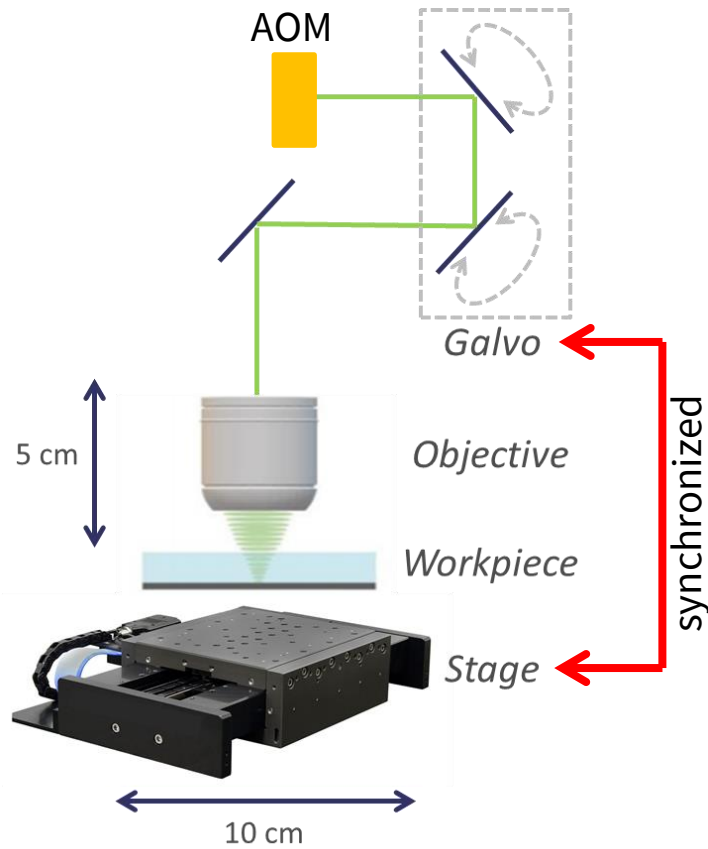 AOM
Galvo
5 cm
Objective
synchronized
Workpiece
Stage
10 cm